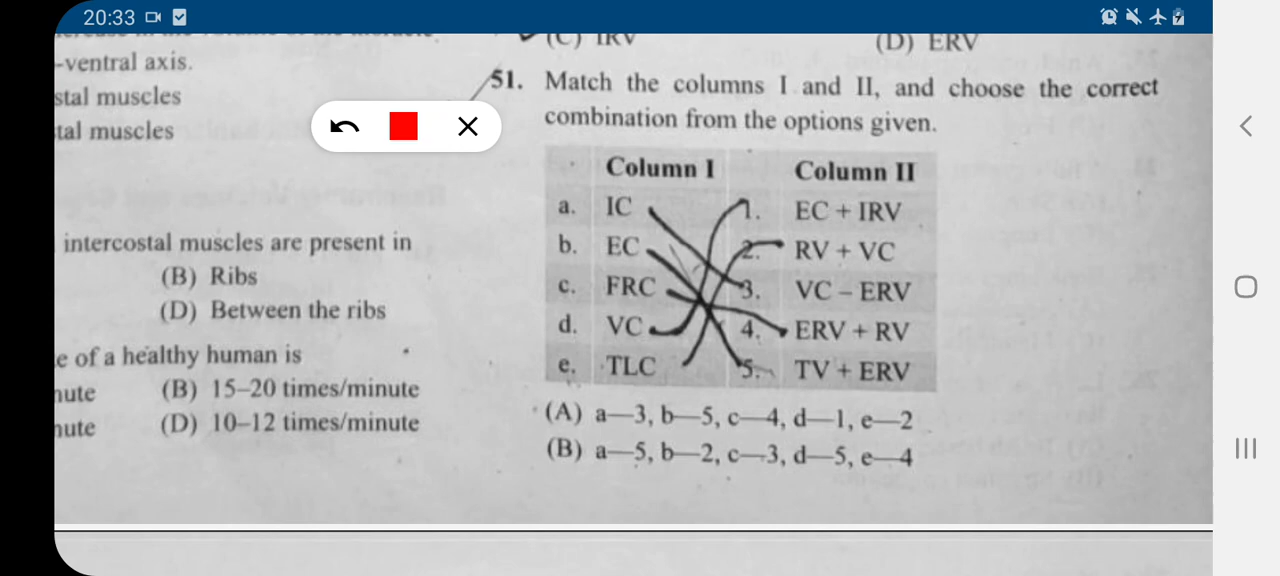 20:33
-ventral axis.
stal muscles
tal muscles
intercostal muscles are present in
(B) Ribs
(D) Between the ribs
e of a healthy human is
nute (B) 15–20 times/minute
nute (D) 10–12 times/minute
(C) IRV (D) ERV
51. Match the columns I and II, and choose the correct
combination from the options given.
Column I Column II
a. IC 1. EC + IRV
b. EC 2. RV + VC
c. FRC 3. VC – ERV
d. VC 4. ERV + RV
e. TLC 5. TV + ERV
(A) a—3, b—5, c—4, d—1, e—2
(B) a—5, b—2, c—3, d—5, e—4